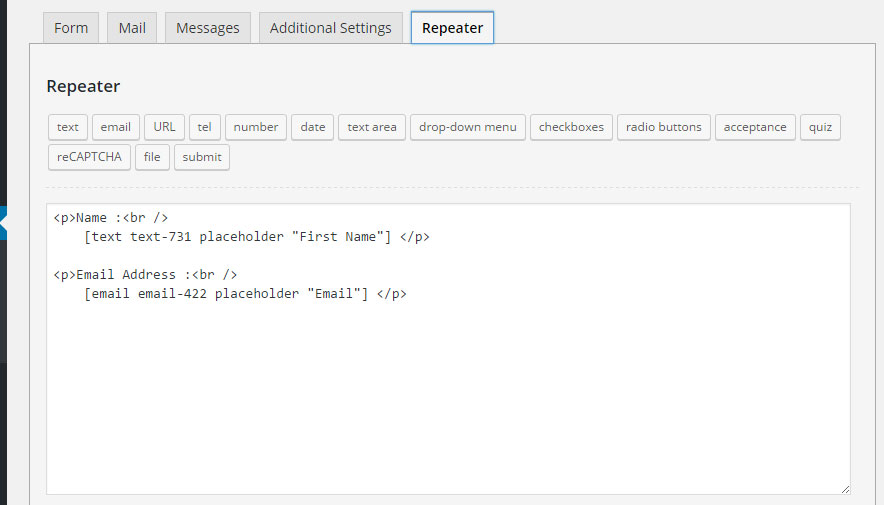 Form Mail Messages Additional Settings Repeater
Repeater
text email URL tel number date text area drop-down menu checkboxes radio buttons acceptance quiz
reCAPTCHA file submit
<p>Name :<br />
[text text-731 placeholder "First Name"] </p>
<p>Email Address :<br />
[email email-422 placeholder "Email"] </p>